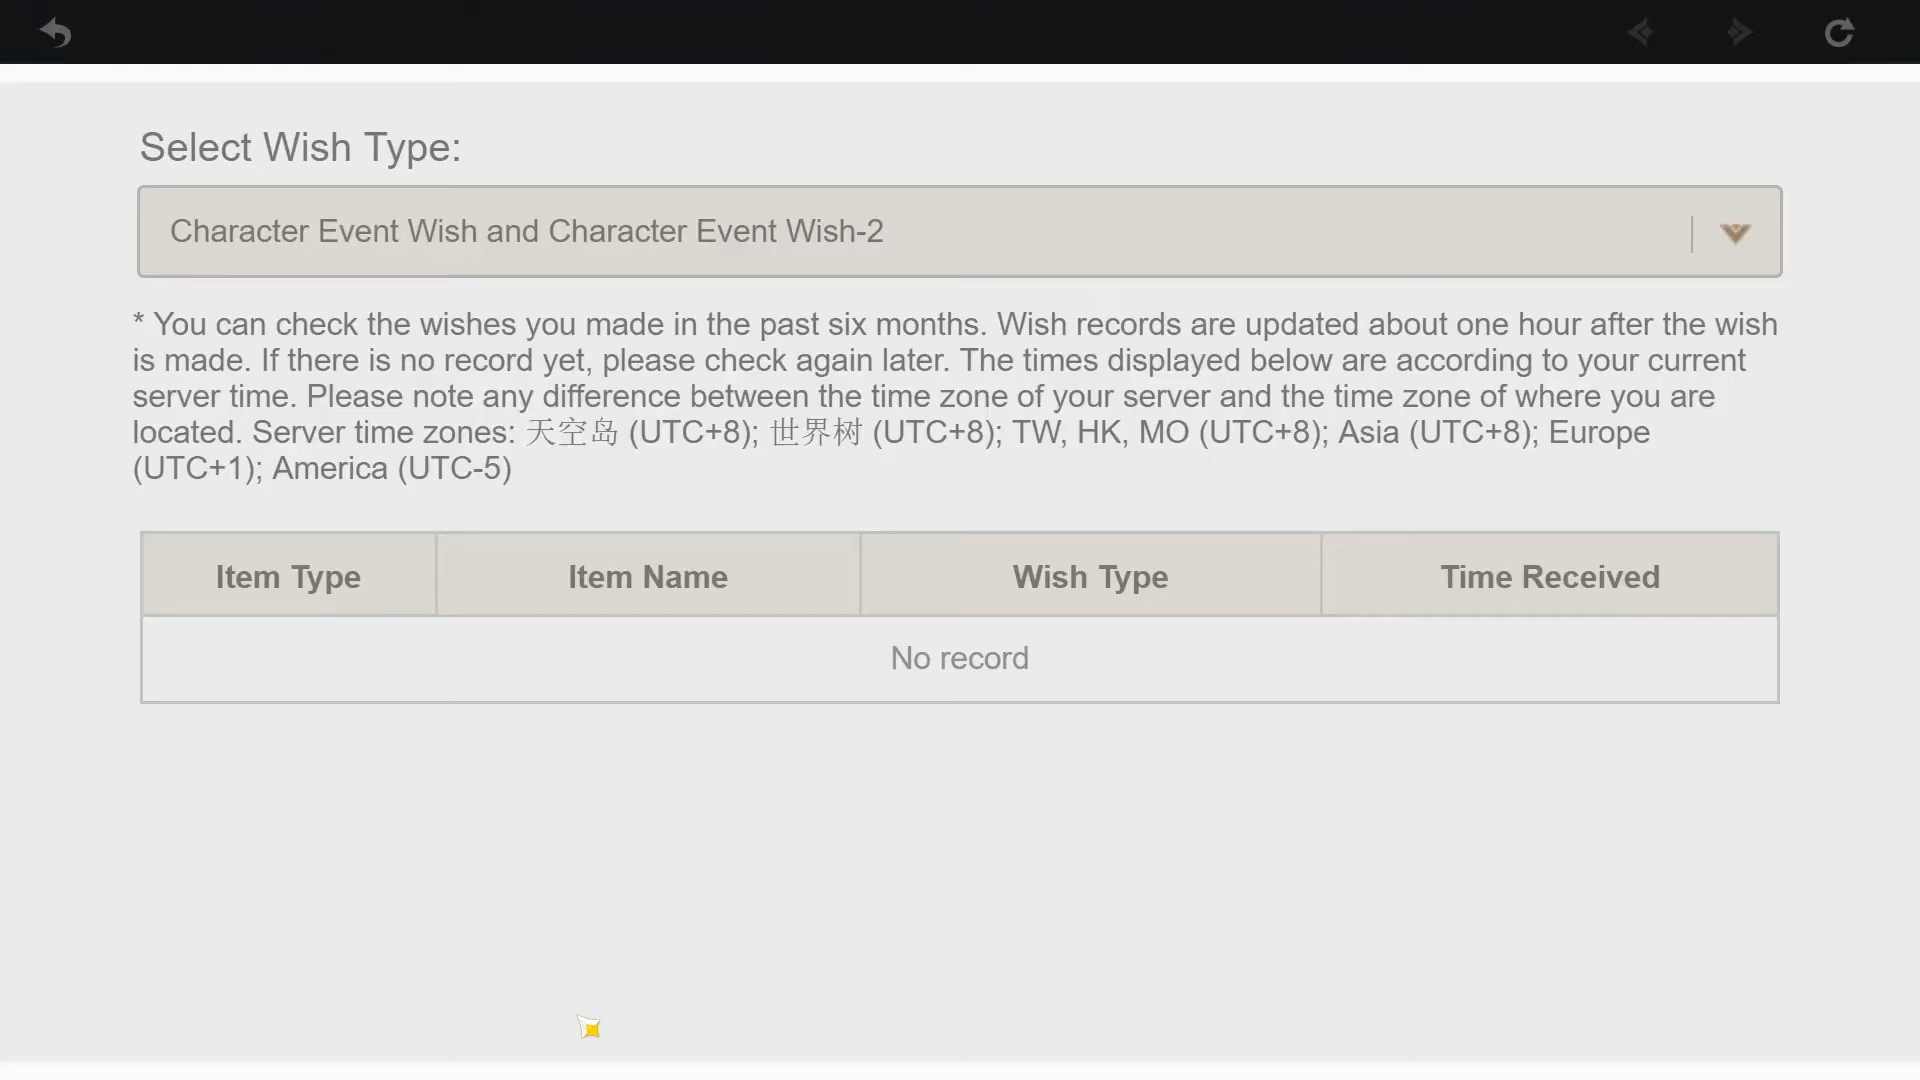 Select Wish Type:
Character Event Wish and Character Event Wish-2
* You can check the wishes you made in the past six months. Wish records are updated about one hour after the wish
is made. If there is no record yet, please check again later. The times displayed below are according to your current
server time. Please note any difference between the time zone of your server and the time zone of where you are
located. Server time zones: 天空岛 (UTC+8); 世界树 (UTC+8); TW, HK, MO (UTC+8); Asia (UTC+8); Europe
(UTC+1); America (UTC-5)
Item Type Item Name Wish Type Time Received
No record